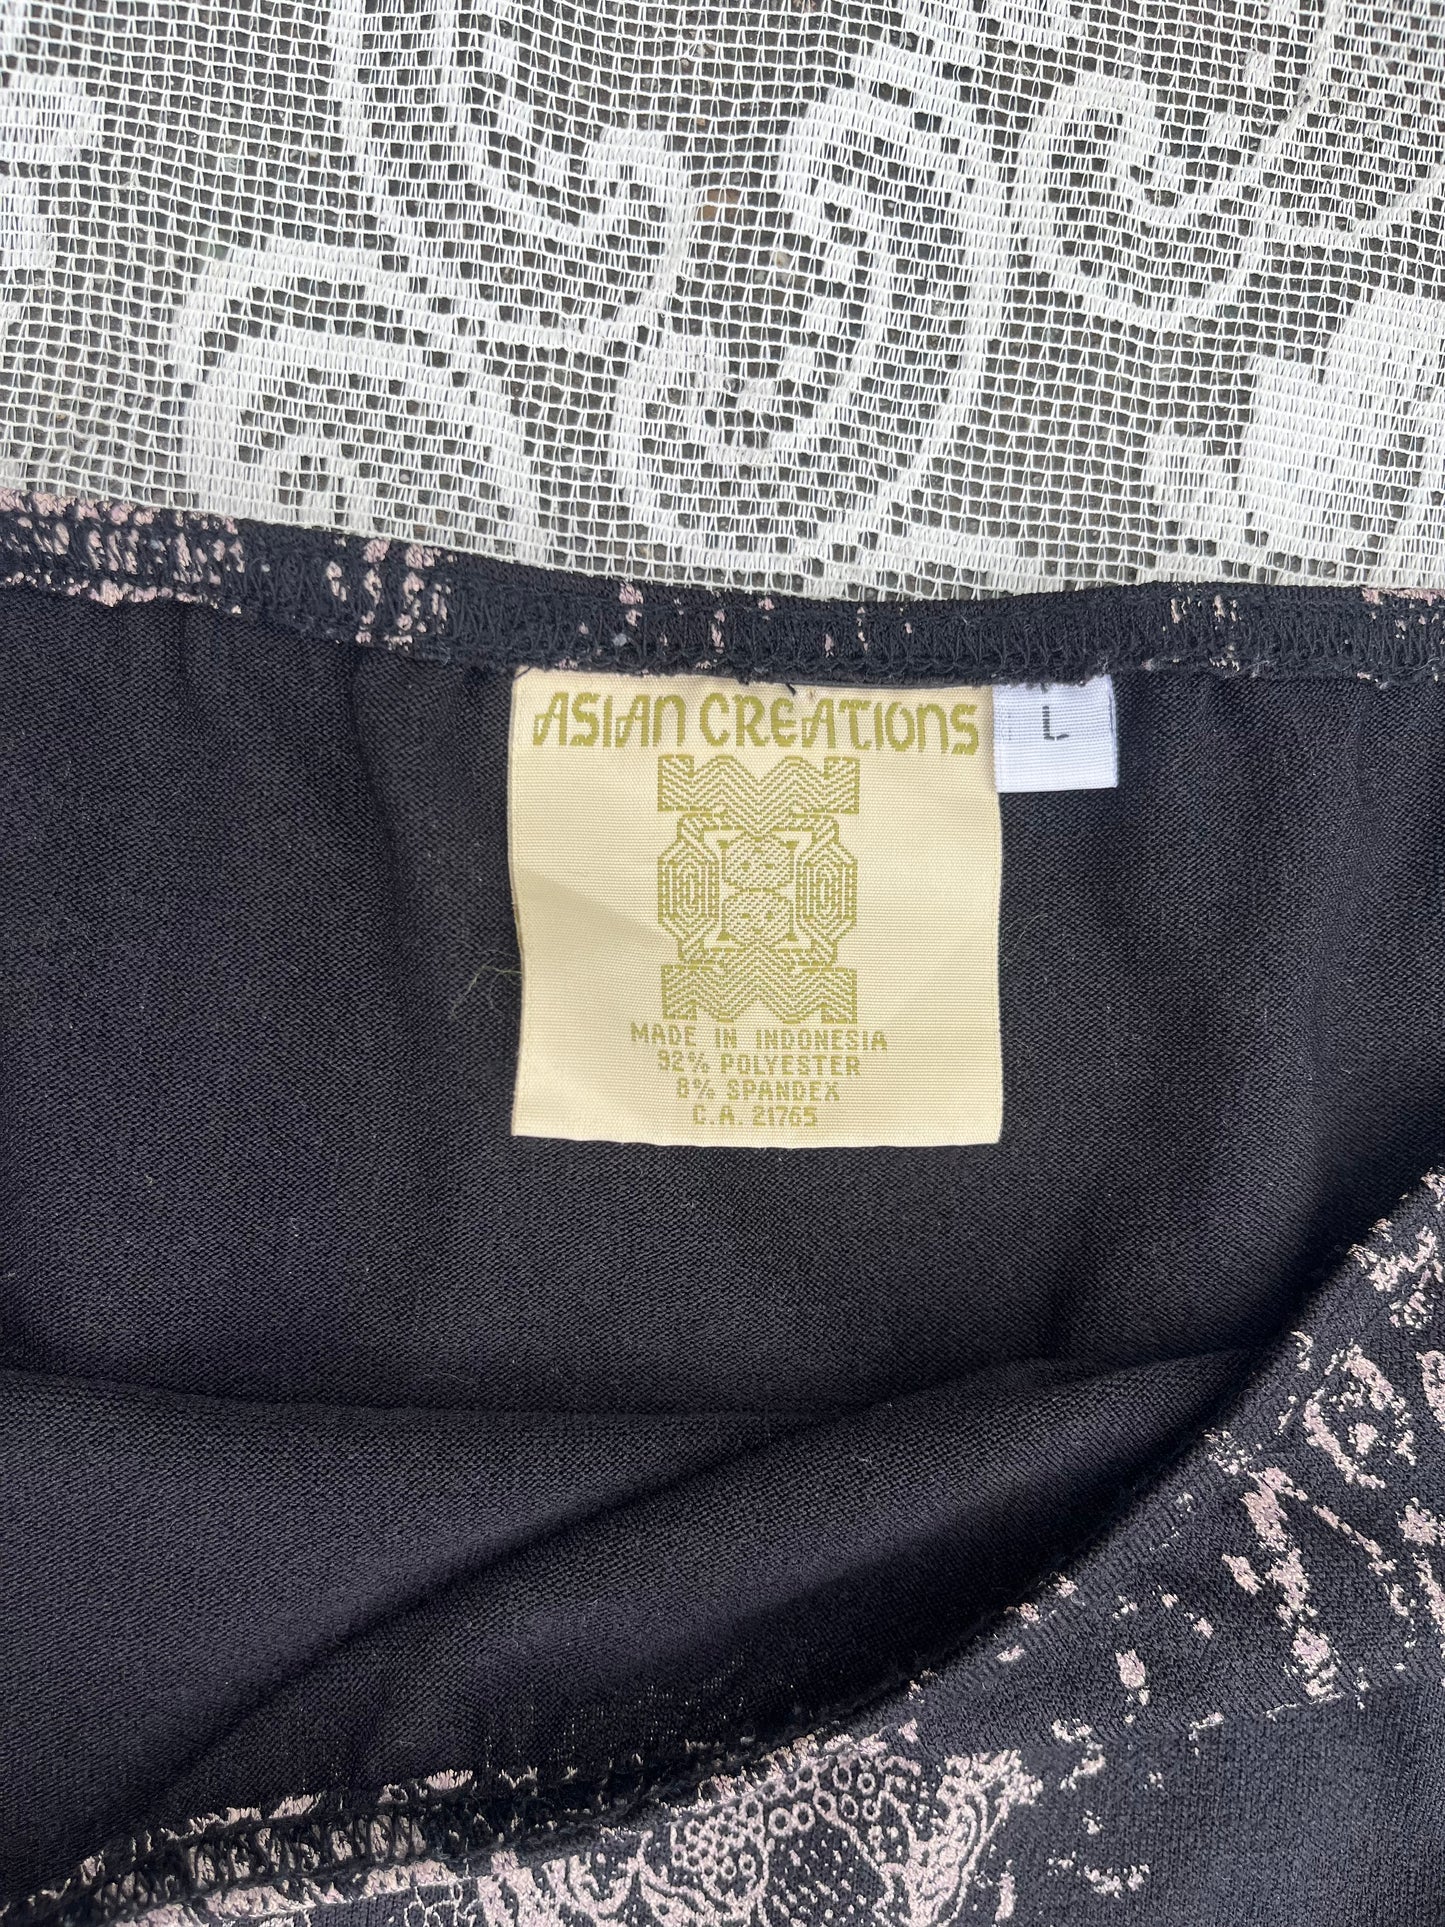 ASIAN CREATIONS
L
MADE IN INDONESIA
92% POLYESTER
8% SPANDEX
C.A. 21765